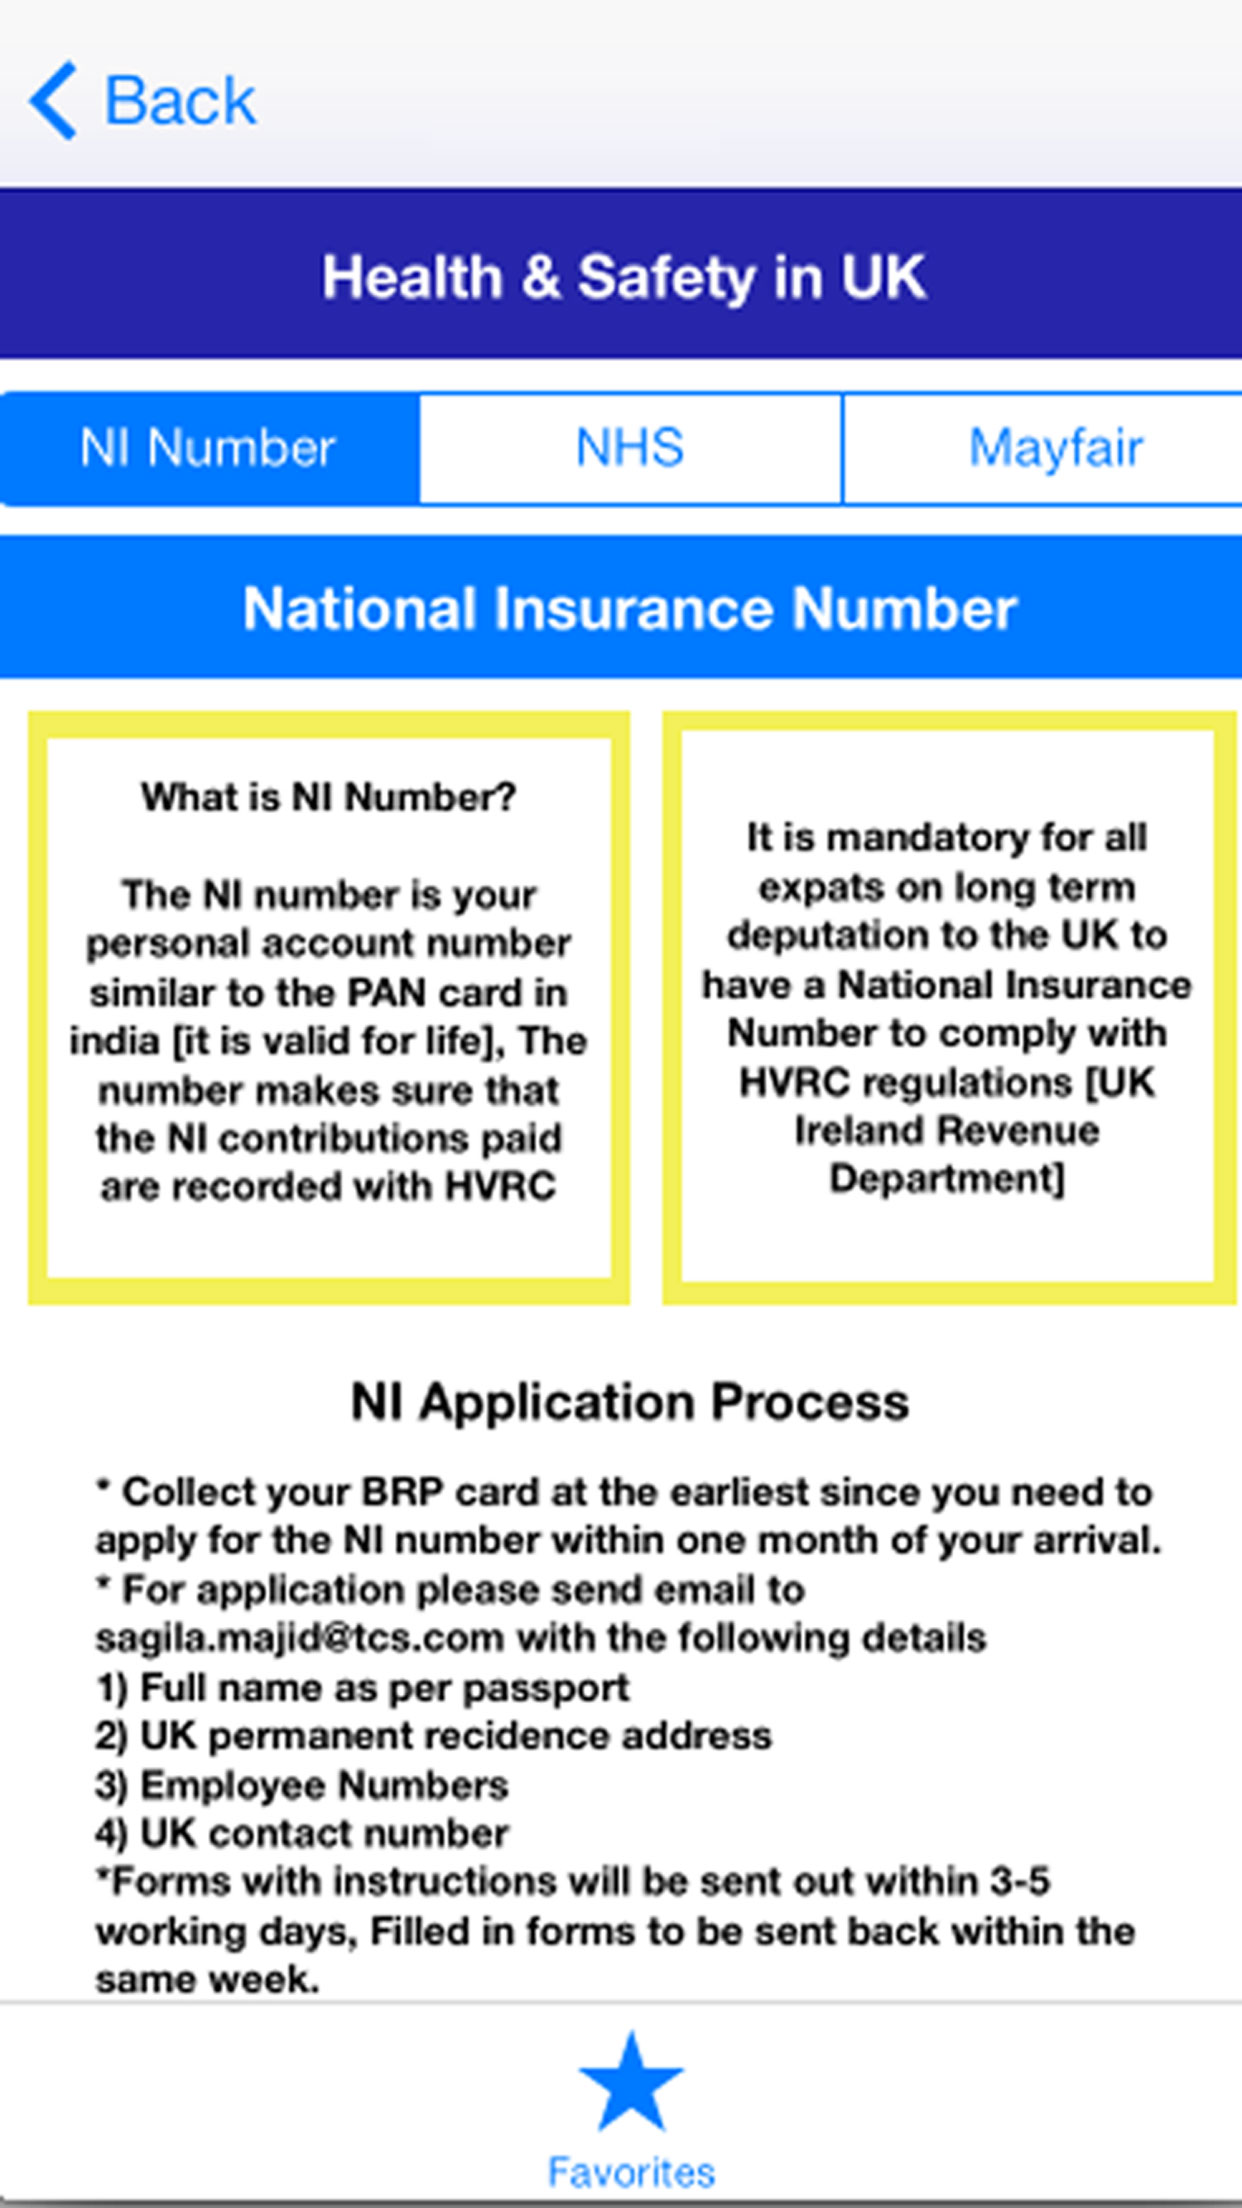 Back
Health & Safety in UK
NI Number
NHS
Mayfair
National Insurance Number
What is NI Number?
The NI number is your
personal account number
similar to the PAN card in
india [it is valid for life], The
number makes sure that
the NI contributions paid
are recorded with HVRC
It is mandatory for all
expats on long term
deputation to the UK to
have a National Insurance
Number to comply with
HVRC regulations [UK
Ireland Revenue
Department]
NI Application Process
* Collect your BRP card at the earliest since you need to
apply for the NI number within one month of your arrival.
* For application please send email to
sagila.majid@tcs.com with the following details
1) Full name as per passport
2) UK permanent recidence address
3) Employee Numbers
4) UK contact number
*Forms with instructions will be sent out within 3-5
working days, Filled in forms to be sent back within the
same week.
Favorites